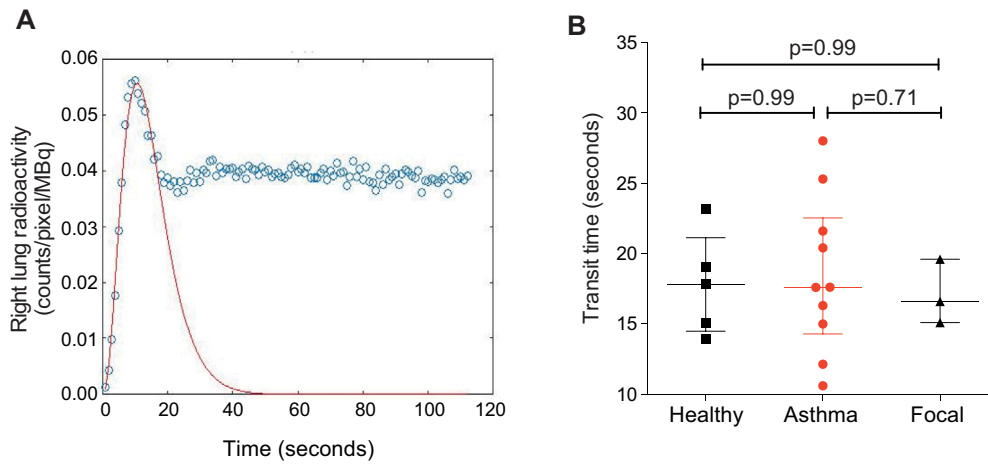 A
Right lung radioactivity
(counts/pixel/MBq)
0.06
0.05
0.04
0.03
0.02
0.01
0.00
0 20 40 60 80 100 120
Time (seconds)
B
Transit time (seconds)
35
30
25
20
15
10
p=0.99
p=0.99 p=0.71
Healthy Asthma Focal